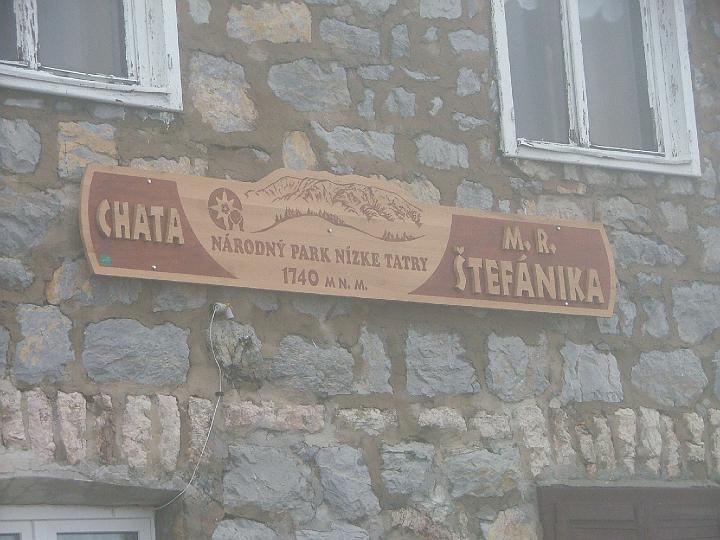 CHATA
NÁRODNÝ PARK NÍZKE TATRY
1740 M N. M.
M. R.
ŠTEFÁNIKA